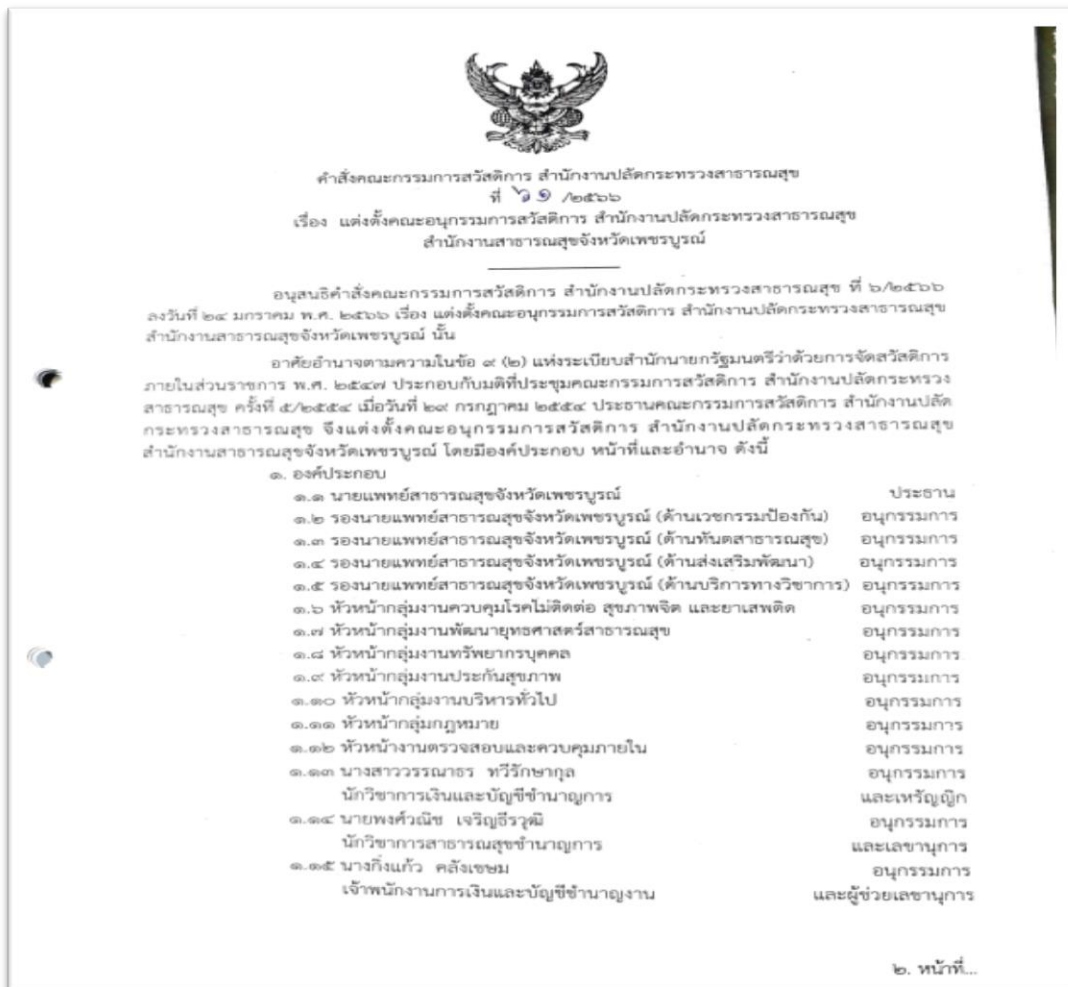 คำสั่งคณะกรรมการสวัสดิการ สำนักงานปลัดกระทรวงสาธารณสุข
ที่ ๖๑ /๒๕๖๖
เรื่อง แต่งตั้งคณะอนุกรรมการสวัสดิการ สำนักงานปลัดกระทรวงสาธารณสุข
สำนักงานสาธารณสุขจังหวัดเพชรบูรณ์
อนุสนธิคำสั่งคณะกรรมการสวัสดิการ สำนักงานปลัดกระทรวงสาธารณสุข ที่ ๖/๒๕๖๖
ลงวันที่ ๒๔ มกราคม พ.ศ. ๒๕๖๖ เรื่อง แต่งตั้งคณะอนุกรรมการสวัสดิการ สำนักงานปลัดกระทรวงสาธารณสุข
สำนักงานสาธารณสุขจังหวัดเพชรบูรณ์ นั้น
อาศัยอำนาจตามความในข้อ ๙ (๒) แห่งระเบียบสำนักนายกรัฐมนตรีว่าด้วยการจัดสวัสดิการ
ภายในส่วนราชการ พ.ศ. ๒๕๔๗ ประกอบกับมติที่ประชุมคณะกรรมการสวัสดิการ สำนักงานปลัดกระทรวง
สาธารณสุข ครั้งที่ ๕/๒๕๕๔ เมื่อวันที่ ๒๙ กรกฎาคม ๒๕๕๔ ประธานคณะกรรมการสวัสดิการ สำนักงานปลัด
กระทรวงสาธารณสุข จึงแต่งตั้งคณะอนุกรรมการสวัสดิการ สำนักงานปลัดกระทรวงสาธารณสุข
สำนักงานสาธารณสุขจังหวัดเพชรบูรณ์ โดยมีองค์ประกอบ หน้าที่และอำนาจ ดังนี้
๑. องค์ประกอบ
๑.๑ นายแพทย์สาธารณสุขจังหวัดเพชรบูรณ์ ประธาน
๑.๒ รองนายแพทย์สาธารณสุขจังหวัดเพชรบูรณ์ (ด้านเวชกรรมป้องกัน) อนุกรรมการ
๑.๓ รองนายแพทย์สาธารณสุขจังหวัดเพชรบูรณ์ (ด้านทันตสาธารณสุข) อนุกรรมการ
๑.๔ รองนายแพทย์สาธารณสุขจังหวัดเพชรบูรณ์ (ด้านส่งเสริมพัฒนา) อนุกรรมการ
๑.๕ รองนายแพทย์สาธารณสุขจังหวัดเพชรบูรณ์ (ด้านบริการทางวิชาการ) อนุกรรมการ
๑.๖ หัวหน้ากลุ่มงานควบคุมโรคไม่ติดต่อ สุขภาพจิต และยาเสพติด อนุกรรมการ
๑.๗ หัวหน้ากลุ่มงานพัฒนายุทธศาสตร์สาธารณสุข อนุกรรมการ
๑.๘ หัวหน้ากลุ่มงานทรัพยากรบุคคล อนุกรรมการ
๑.๙ หัวหน้ากลุ่มงานประกันสุขภาพ อนุกรรมการ
๑.๑๐ หัวหน้ากลุ่มงานบริหารทั่วไป อนุกรรมการ
๑.๑๑ หัวหน้ากลุ่มกฎหมาย อนุกรรมการ
๑.๑๒ หัวหน้างานตรวจสอบและควบคุมภายใน อนุกรรมการ
๑.๑๓ นางสาววรรณาธร ทวีรักษากุล อนุกรรมการ
นักวิชาการเงินและบัญชีชำนาญการ และเหรัญญิก
๑.๑๔ นายพงศ์วณิช เจริญธีรวุฒิ อนุกรรมการ
นักวิชาการสาธารณสุขชำนาญการ และเลขานุการ
๑.๑๕ นางกิ่งแก้ว คลังเขษม อนุกรรมการ
เจ้าพนักงานการเงินและบัญชีชำนาญงาน และผู้ช่วยเลขานุการ
๒. หน้าที่...